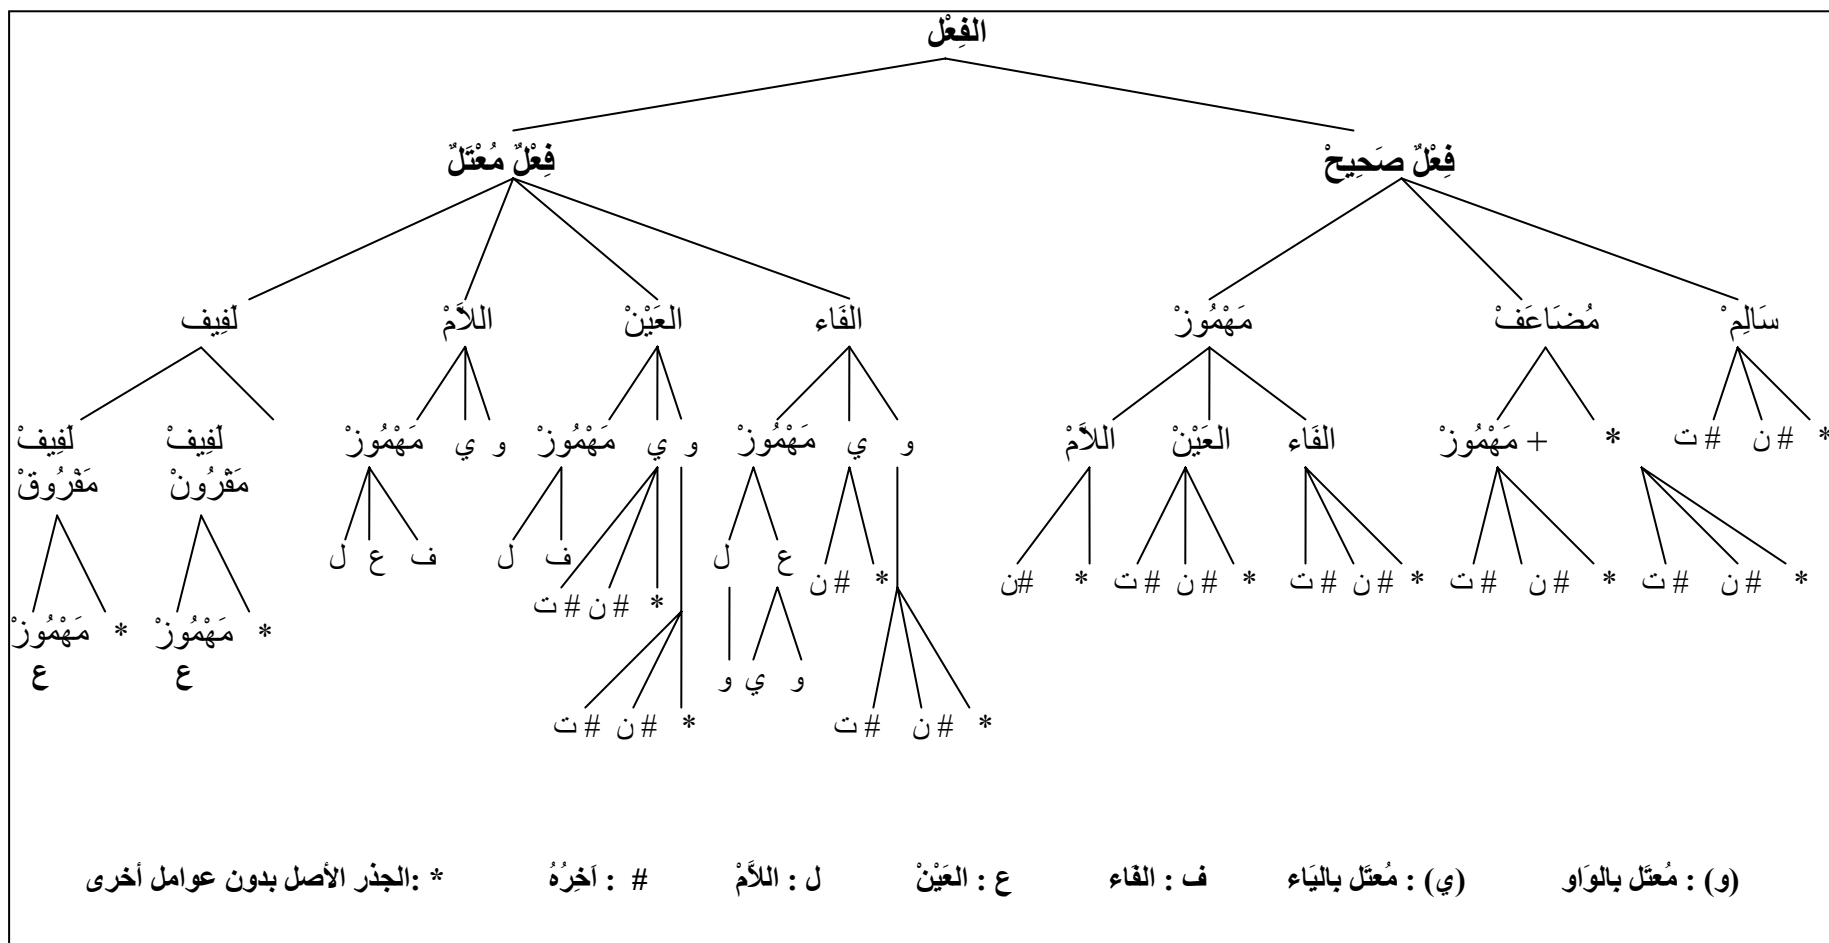 الفِعْل
فِعْلٌ صَحِيحْ فِعْلٌ مُعْتَلٌ
سَالِمْ مُضَاعَفْ مَهْمُوزْ الفَاء العَيْنْ اللاَّمْ لَفِيف
* #ن #ت * + مَهْمُوزْ الفَاء العَيْنْ اللاَّمْ و ي مَهْمُوزْ و ي مَهْمُوزْ و ي مَهْمُوزْ لَفِيفْ لَفِيفْ
مَقْرُونْ مَقْرُوقْ
ع ل ف ل ف ع ل
* #ن #ت * #ن #ت * #ن #ت * #ن #ت * #ن * #ن
* #ن #ت
* مَهْمُوزْ * مَهْمُوزْ
ع ع
و ي و
* #ن #ت * #ن #ت
(و) : مُعتَل بالوَاو (ي) : مُعتَل باليَاء ف : الفَاء ع : العَيْنْ ل : اللاَّمْ # : آخِرُهُ * :الجذر الأصل بدون عوامل أخرى